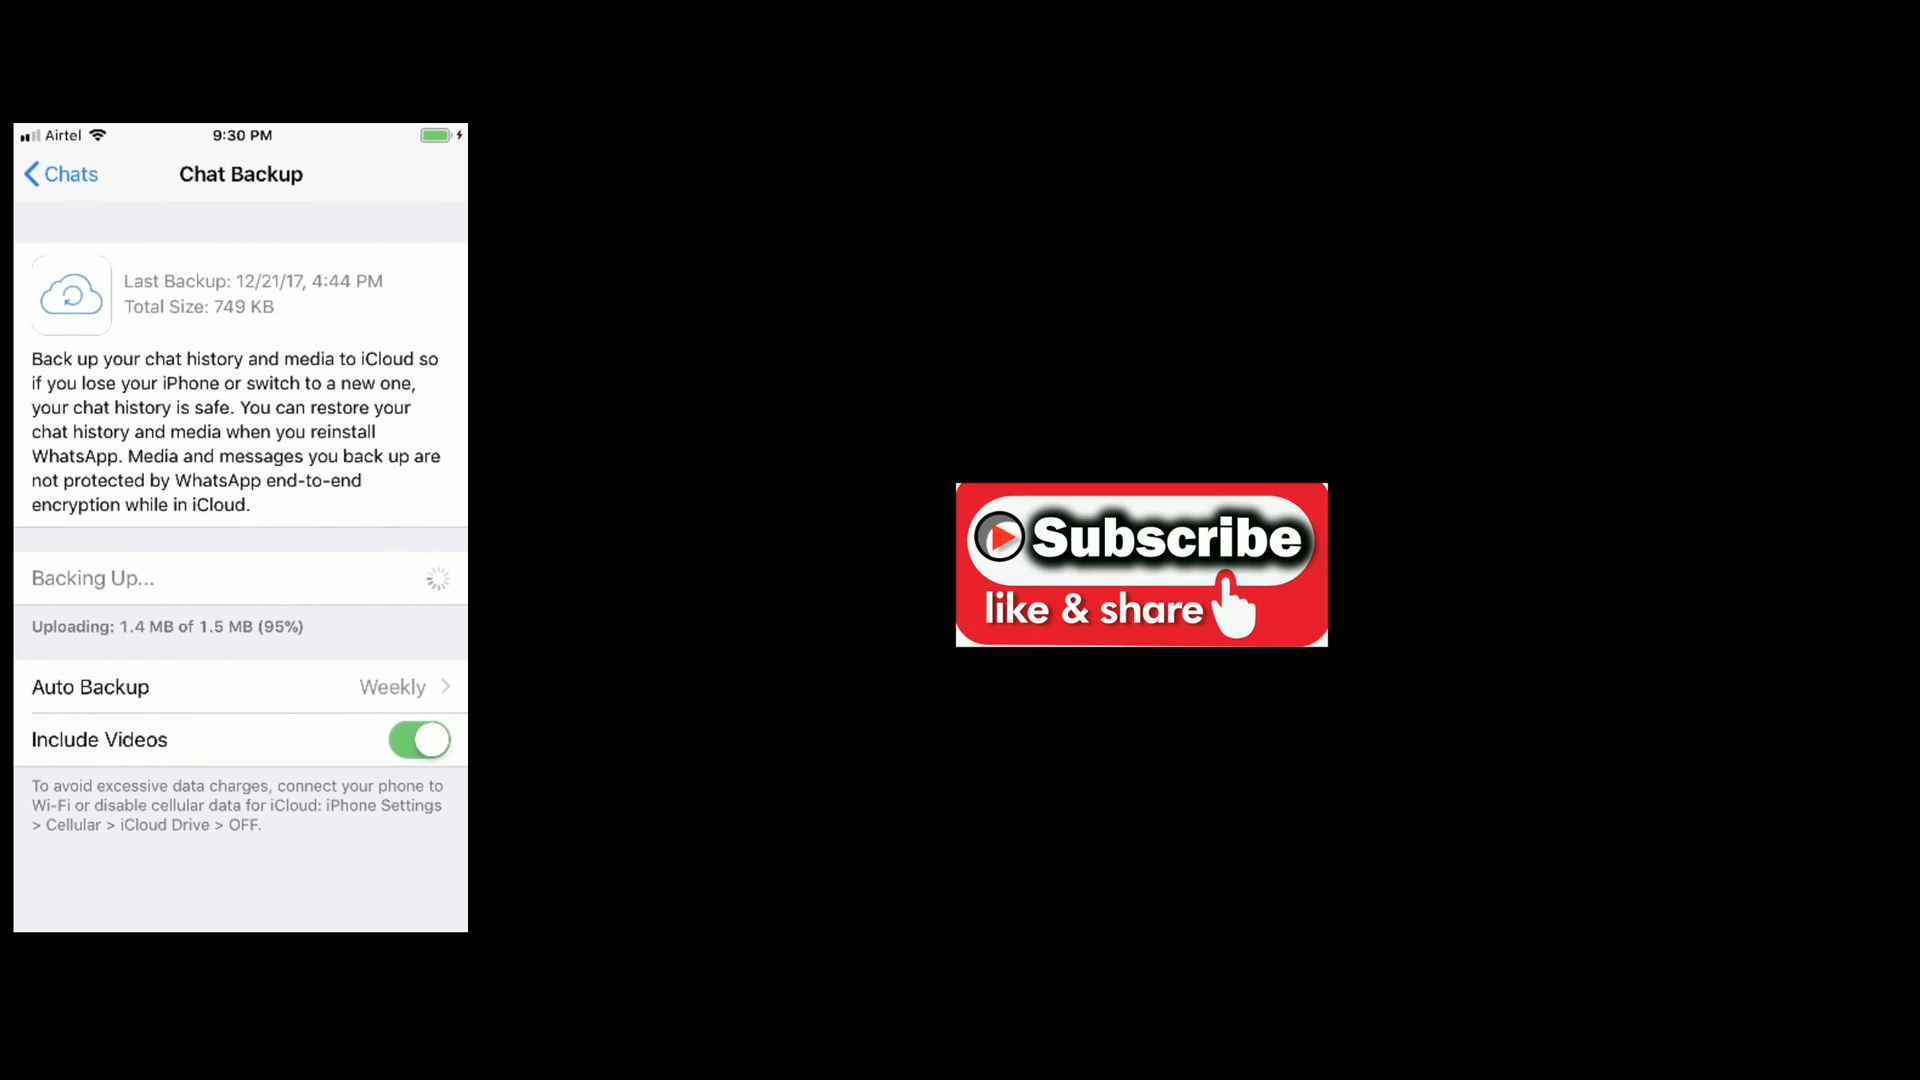 Airtel 9:30 PM
Chats Chat Backup
Last Backup: 12/21/17, 4:44 PM
Total Size: 749 KB
Back up your chat history and media to iCloud so
if you lose your iPhone or switch to a new one,
your chat history is safe. You can restore your
chat history and media when you reinstall
WhatsApp. Media and messages you back up are
not protected by WhatsApp end-to-end
encryption while in iCloud.
Backing Up...
Uploading: 1.4 MB of 1.5 MB (95%)
Auto Backup Weekly
Include Videos
To avoid excessive data charges, connect your phone to
Wi-Fi or disable cellular data for iCloud: iPhone Settings
> Cellular > iCloud Drive > OFF.
Subscribe
like & share